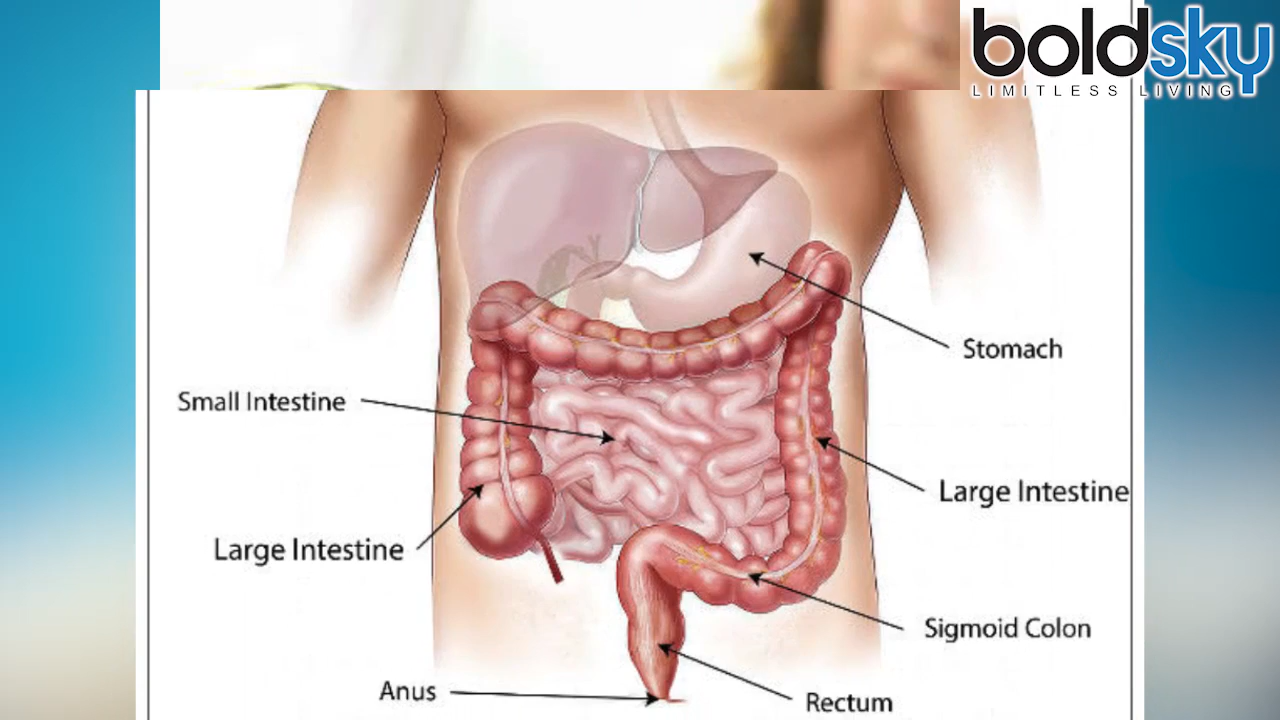 boldsky
LIMITLESS LIVING
Stomach
Small Intestine
Large Intestine
Large Intestine
Sigmoid Colon
Anus
Rectum